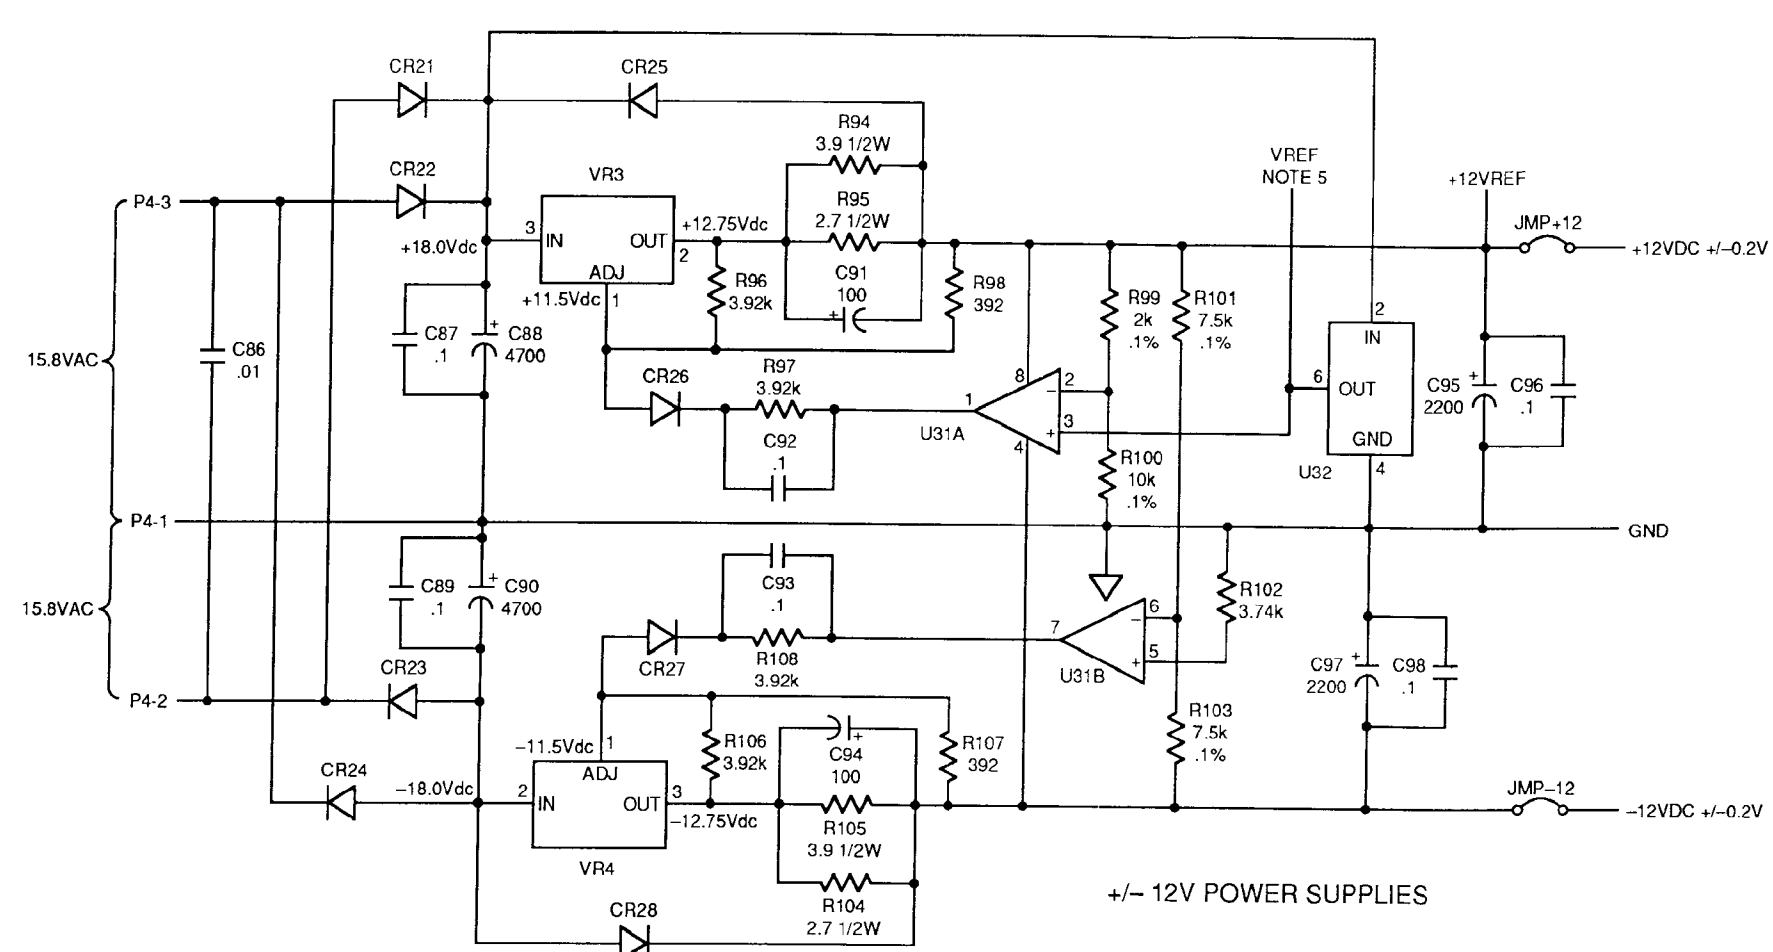 CR21
CR25
R94
3.9 1/2W
VREF
NOTE 5
CR22
VR3
+12VREF
P4-3
R95
2.7 1/2W
JMP+12
+18.0Vdc
3
IN
OUT
2
+12.75Vdc
+12VDC +/-0.2V
ADJ
+11.5Vdc
1
R96
3.92k
C91
100
+
R98
392
R99
2k
.1%
R101
7.5k
.1%
2
IN
15.8VAC
C86
.01
C87
.1
+
C88
4700
CR26
R97
3.92k
C92
.1
1
U31A
8
4
2
-
3
+
6
OUT
GND
4
U32
+
C95
2200
C96
.1
R100
10k
.1%
P4-1
GND
15.8VAC
C89
.1
+
C90
4700
C93
.1
R102
3.74k
CR27
R108
3.92k
7
U31B
6
-
5
+
+
C97
2200
C98
.1
CR23
P4-2
R103
7.5k
.1%
-11.5Vdc
1
ADJ
R106
3.92k
+
C94
100
R107
392
CR24
-18.0Vdc
2
IN
OUT
3
-12.75Vdc
VR4
R105
3.9 1/2W
JMP-12
-12VDC +/-0.2V
R104
2.7 1/2W
CR28
+/- 12V POWER SUPPLIES